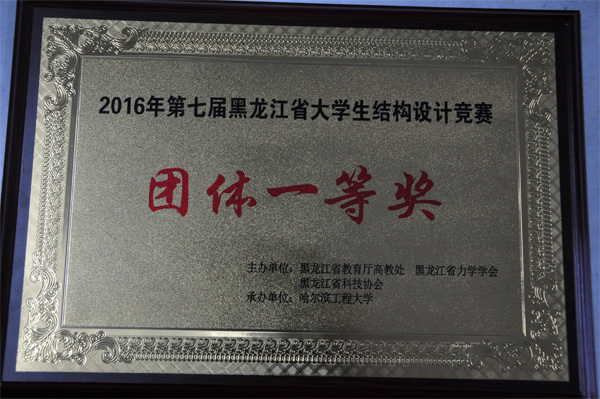 2016年第七届黑龙江省大学生结构设计竞赛
团体一等奖
主办单位：黑龙江省教育厅高教处 黑龙江省力学学会
黑龙江省科技协会
承办单位：哈尔滨工程大学